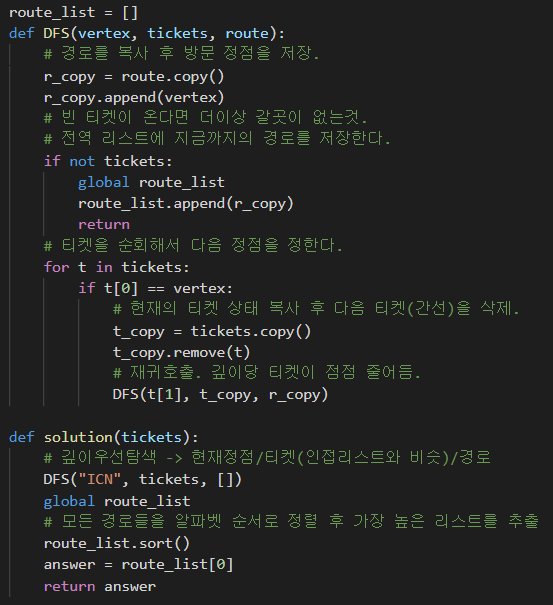 route_list = []
def DFS(vertex, tickets, route):
    # 경로를 복사 후 방문 정점을 저장.
    r_copy = route.copy()
    r_copy.append(vertex)
    # 빈 티켓이 온다면 더이상 갈곳이 없는것.
    # 전역 리스트에 지금까지의 경로를 저장한다.
    if not tickets:
        global route_list
        route_list.append(r_copy)
        return
    # 티켓을 순회해서 다음 정점을 정한다.
    for t in tickets:
        if t[0] == vertex:
            # 현재의 티켓 상태 복사 후 다음 티켓(간선)을 삭제.
            t_copy = tickets.copy()
            t_copy.remove(t)
            # 재귀호출. 깊이당 티켓이 점점 줄어듬.
            DFS(t[1], t_copy, r_copy)

def solution(tickets):
    # 깊이우선탐색 -> 현재정점/티켓(인접리스트와 비슷)/경로
    DFS("ICN", tickets, [])
    global route_list
    # 모든 경로들을 알파벳 순서로 정렬 후 가장 높은 리스트를 추출
    route_list.sort()
    answer = route_list[0]
    return answer